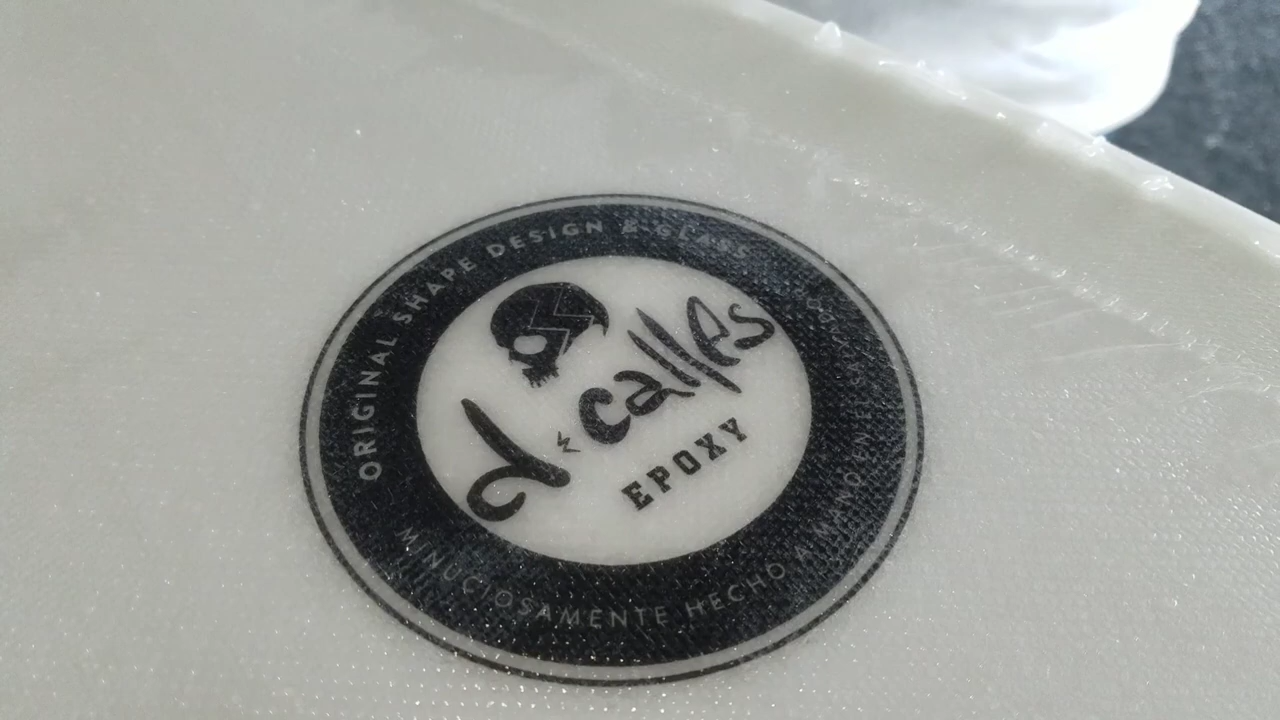 ORIGINAL SHAPE DESIGN & GLASS
d calles
EPOXY
MINUCIOSAMENTE HECHO A MANO EN EL SALVADOR